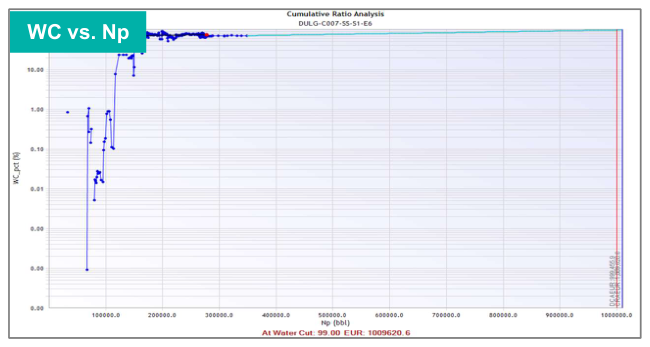 Cumulative Ratio Analysis
DULG-C007-S5-S1-E6
WC vs. Np
10.00
1.00
0.10
0.01
0.00
0.00
0.00
WC_pct (%)
100000.0 200000.0 300000.0 400000.0 500000.0 600000.0 700000.0 800000.0 900000.0 1000000.0
Np (bbl)
At Water Cut: 99.00 EUR: 1009620.6